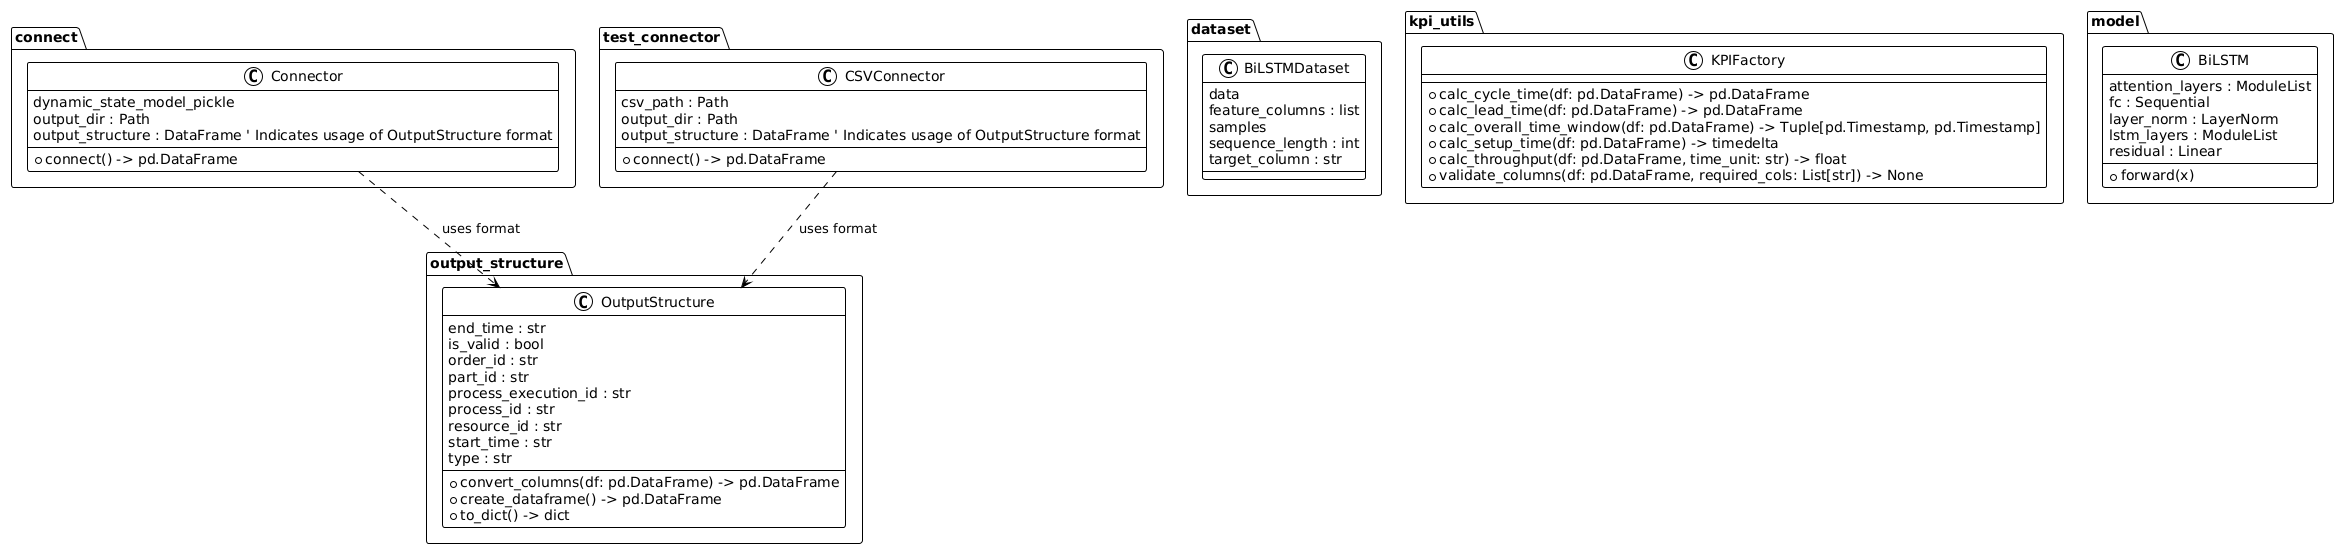 connect
C Connector
dynamic_state_model_pickle
output_dir : Path
output_structure : DataFrame ' Indicates usage of OutputStructure format
connect() -> pd.DataFrame
test_connector
C CSVConnector
csv_path : Path
output_dir : Path
output_structure : DataFrame ' Indicates usage of OutputStructure format
connect() -> pd.DataFrame
dataset
C BiLSTMDataset
data
feature_columns : list
samples
sequence_length : int
target_column : str
kpi_utils
C KPIFactory
calc_cycle_time(df: pd.DataFrame) -> pd.DataFrame
calc_lead_time(df: pd.DataFrame) -> pd.DataFrame
calc_overall_time_window(df: pd.DataFrame) -> Tuple[pd.Timestamp, pd.Timestamp]
calc_setup_time(df: pd.DataFrame) -> timedelta
calc_throughput(df: pd.DataFrame, time_unit: str) -> float
validate_columns(df: pd.DataFrame, required_cols: List[str]) -> None
model
C BiLSTM
attention_layers : ModuleList
fc : Sequential
layer_norm : LayerNorm
lstm_layers : ModuleList
residual : Linear
forward(x)
uses format
uses format
output_structure
C OutputStructure
end_time : str
is_valid : bool
order_id : str
part_id : str
process_execution_id : str
process_id : str
resource_id : str
start_time : str
type : str
convert_columns(df: pd.DataFrame) -> pd.DataFrame
create_dataframe() -> pd.DataFrame
to_dict() -> dict